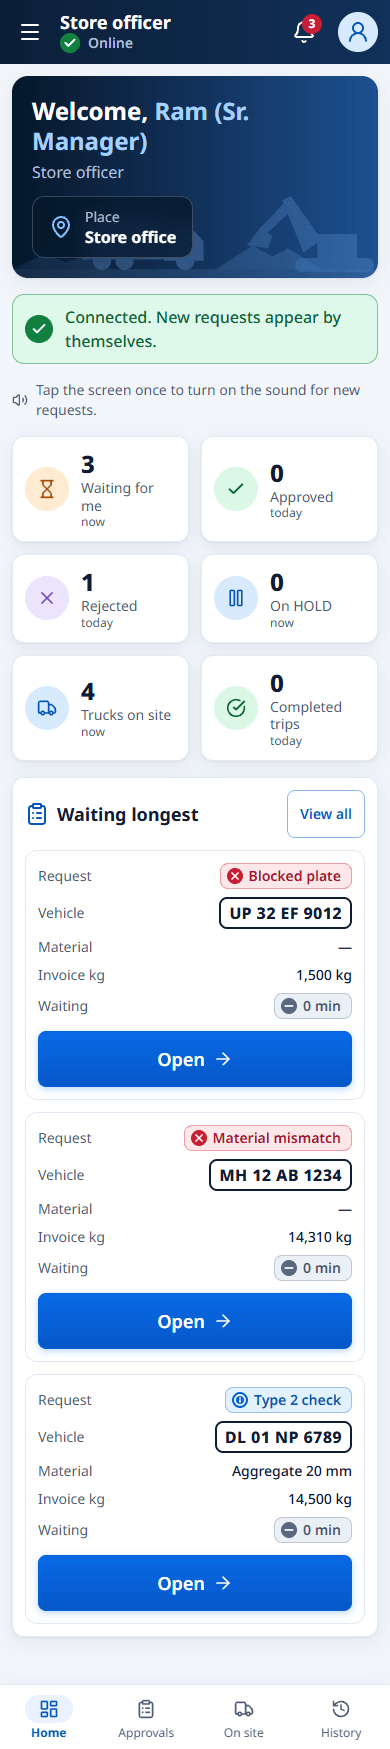 Store officer
Online
3
Welcome, Ram (Sr.
Manager)
Store officer
Place
Store office
Connected. New requests appear by
themselves.
Tap the screen once to turn on the sound for new
requests.
3
Waiting for
me
now
0
Approved
today
1
Rejected
today
0
On HOLD
now
4
Trucks on site
now
0
Completed
trips
today
Waiting longest
View all
Request
Blocked plate
Vehicle
UP 32 EF 9012
Material
—
Invoice kg
1,500 kg
Waiting
0 min
Open
Request
Material mismatch
Vehicle
MH 12 AB 1234
Material
—
Invoice kg
14,310 kg
Waiting
0 min
Open
Request
Type 2 check
Vehicle
DL 01 NP 6789
Material
Aggregate 20 mm
Invoice kg
14,500 kg
Waiting
0 min
Open
Home
Approvals
On site
History